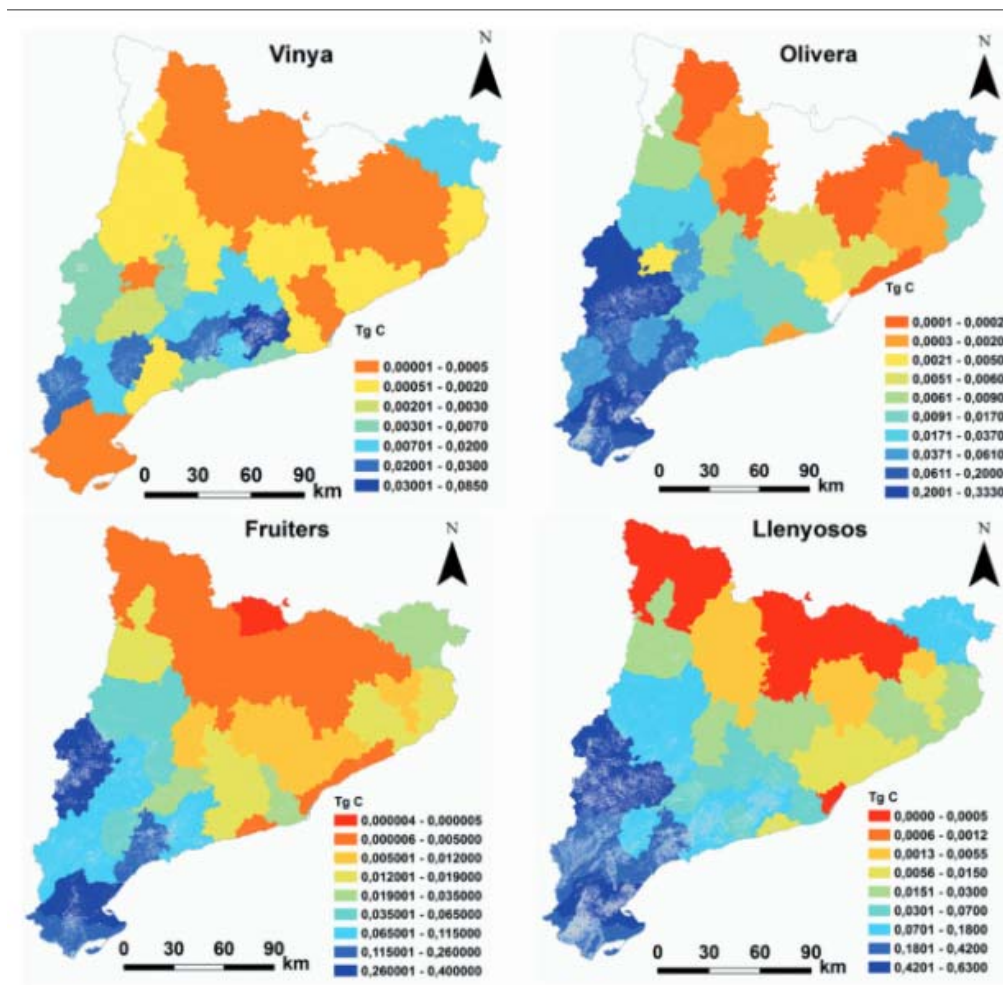 Vinya
N
Tg C
0,00001 - 0,0005
0,00051 - 0,0020
0,00201 - 0,0030
0,00301 - 0,0070
0,00701 - 0,0200
0,02001 - 0,0300
0,03001 - 0,0850
0 30 60 90
km
Olivera
N
Tg C
0,0001 - 0,0002
0,0003 - 0,0020
0,0021 - 0,0050
0,0051 - 0,0060
0,0061 - 0,0090
0,0091 - 0,0170
0,0171 - 0,0370
0,0371 - 0,0610
0,0611 - 0,2000
0,2001 - 0,3330
0 30 60 90
km
Fruiters
N
Tg C
0,000004 - 0,000005
0,000006 - 0,005000
0,005001 - 0,012000
0,012001 - 0,019000
0,019001 - 0,035000
0,035001 - 0,065000
0,065001 - 0,115000
0,115001 - 0,260000
0,260001 - 0,400000
0 30 60 90
km
Llenyosos
N
Tg C
0,0000 - 0,0005
0,0006 - 0,0012
0,0013 - 0,0055
0,0056 - 0,0150
0,0151 - 0,0300
0,0301 - 0,0700
0,0701 - 0,1800
0,1801 - 0,4200
0,4201 - 0,6300
0 30 60 90
km